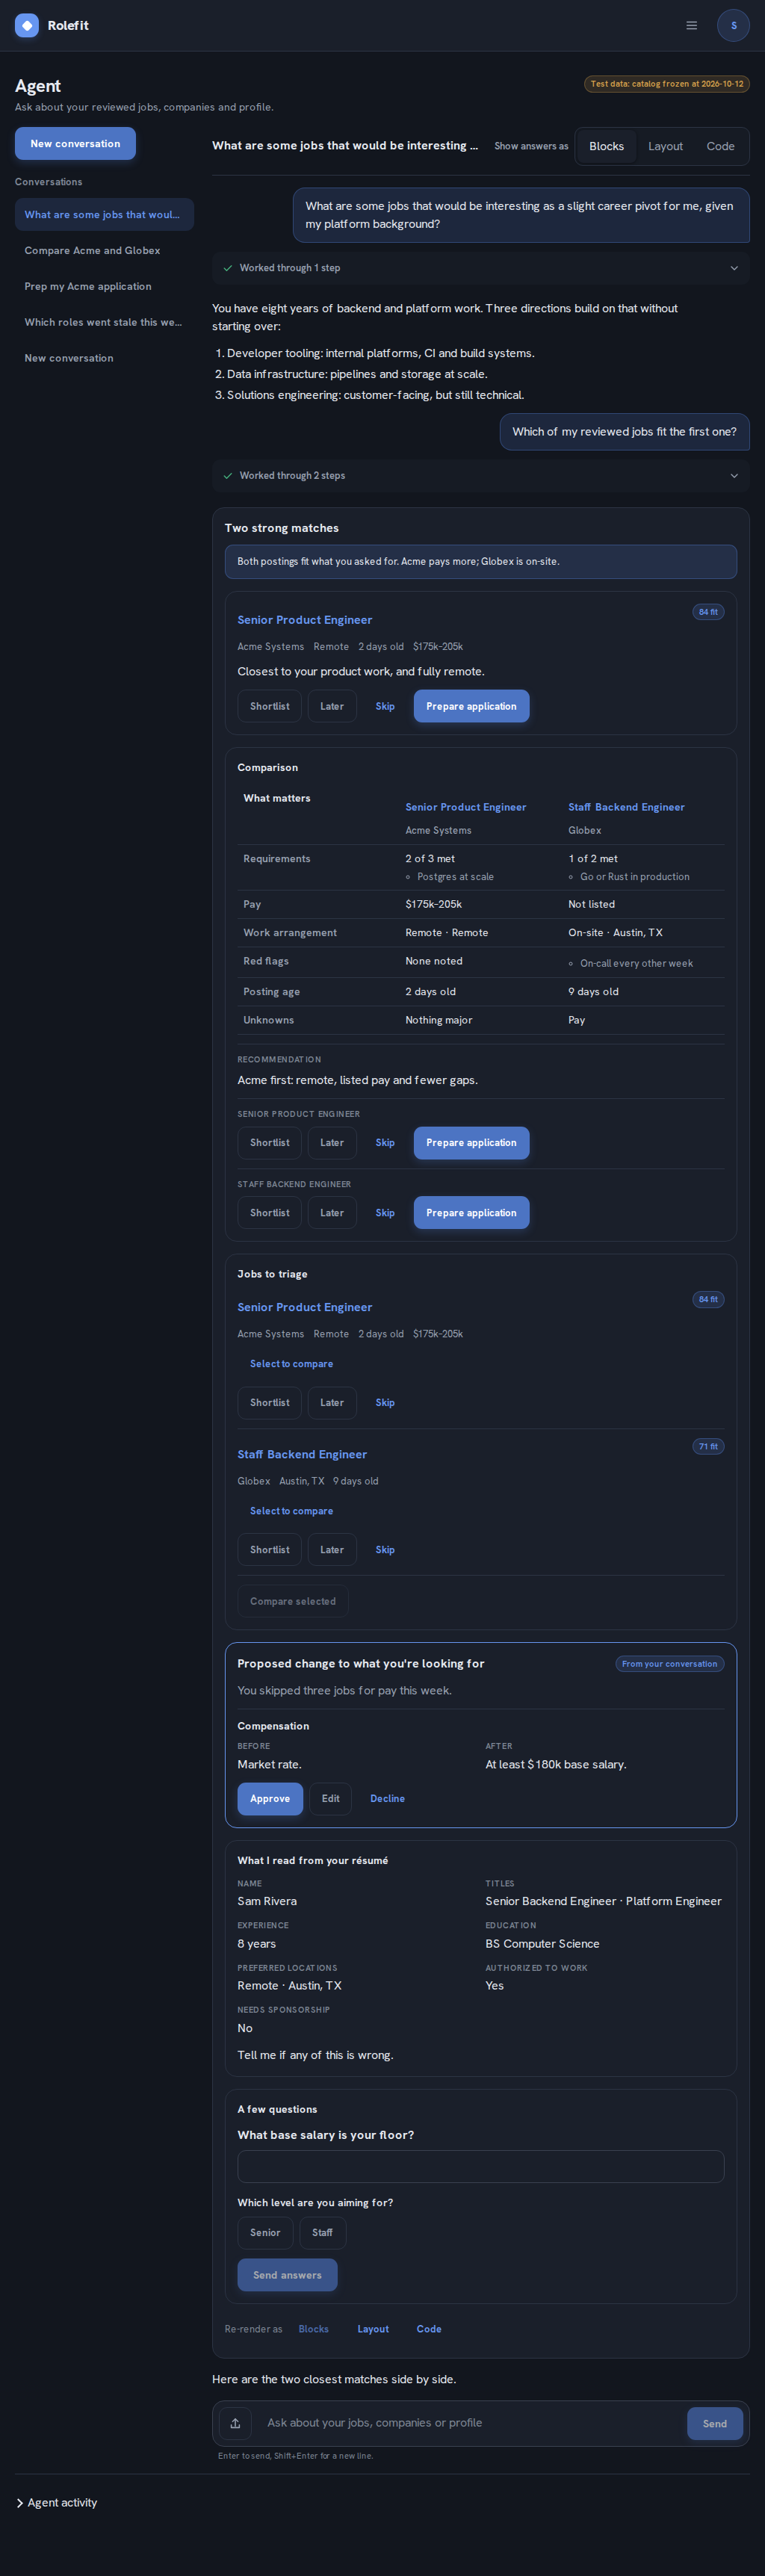 Rolefit
S
Agent
Ask about your reviewed jobs, companies and profile.
Test data: catalog frozen at 2026-10-12
New conversation
Conversations
What are some jobs that woul...
Compare Acme and Globex
Prep my Acme application
Which roles went stale this we...
New conversation
What are some jobs that would be interesting ...
Show answers as
Blocks
Layout
Code
What are some jobs that would be interesting as a slight career pivot for me, given
my platform background?
Worked through 1 step
You have eight years of backend and platform work. Three directions build on that without
starting over:
1. Developer tooling: internal platforms, CI and build systems.
2. Data infrastructure: pipelines and storage at scale.
3. Solutions engineering: customer-facing, but still technical.
Which of my reviewed jobs fit the first one?
Worked through 2 steps
Two strong matches
Both postings fit what you asked for. Acme pays more; Globex is on-site.
Senior Product Engineer
84 fit
Acme Systems Remote 2 days old $175k-205k
Closest to your product work, and fully remote.
Shortlist Later Skip Prepare application
Comparison
What matters
Senior Product Engineer
Acme Systems
Staff Backend Engineer
Globex
Requirements
2 of 3 met
Postgres at scale
1 of 2 met
Go or Rust in production
Pay $175k-205k Not listed
Work arrangement Remote · Remote On-site · Austin, TX
Red flags None noted On-call every other week
Posting age 2 days old 9 days old
Unknowns Nothing major Pay
RECOMMENDATION
Acme first: remote, listed pay and fewer gaps.
SENIOR PRODUCT ENGINEER
Shortlist Later Skip Prepare application
STAFF BACKEND ENGINEER
Shortlist Later Skip Prepare application
Jobs to triage
Senior Product Engineer
84 fit
Acme Systems Remote 2 days old $175k-205k
Select to compare
Shortlist Later Skip
Staff Backend Engineer
71 fit
Globex Austin, TX 9 days old
Select to compare
Shortlist Later Skip
Compare selected
Proposed change to what you're looking for
From your conversation
You skipped three jobs for pay this week.
Compensation
BEFORE
Market rate.
AFTER
At least $180k base salary.
Approve Edit Decline
What I read from your résumé
NAME
Sam Rivera
TITLES
Senior Backend Engineer · Platform Engineer
EXPERIENCE
8 years
EDUCATION
BS Computer Science
PREFERRED LOCATIONS
Remote · Austin, TX
AUTHORIZED TO WORK
Yes
NEEDS SPONSORSHIP
No
Tell me if any of this is wrong.
A few questions
What base salary is your floor?
Which level are you aiming for?
Senior Staff
Send answers
Re-render as Blocks Layout Code
Here are the two closest matches side by side.
Ask about your jobs, companies or profile
Send
Enter to send, Shift+Enter for a new line.
Agent activity